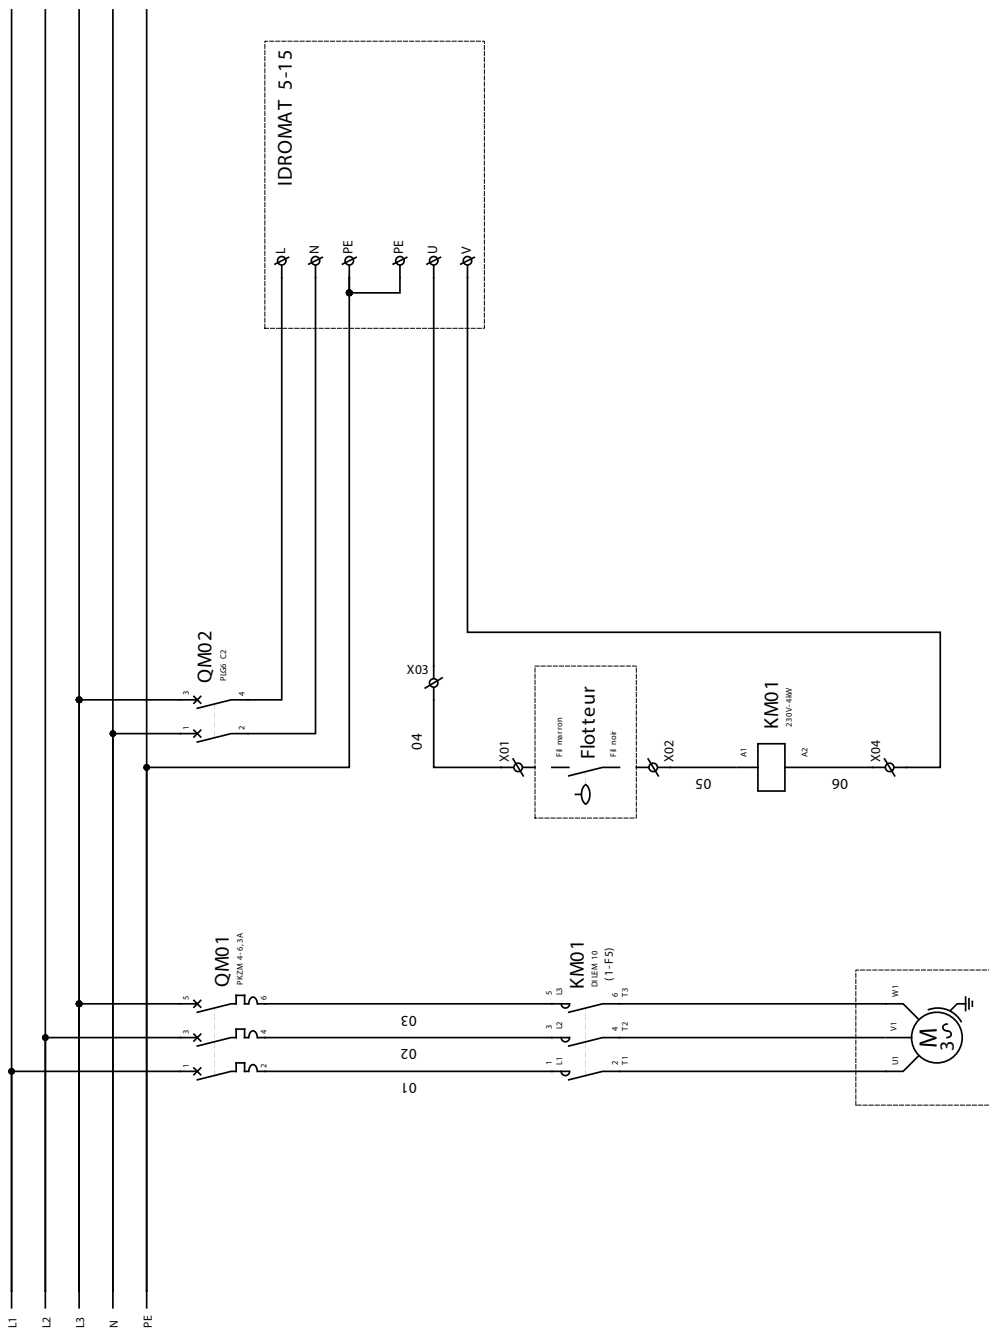 L1
L2
L3
N
PE
QM01
PKZM 4-6,3A
1
3
5
2
4
6
01
02
03
KM01
DILEM 10
(1-F5)
1
3
5
L1
L2
L3
2
4
6
T1
T2
T3
U1
V1
W1
M
3
QM02
PLG6 C2
1
3
2
4
IDROMAT 5-15
L
N
PE
PE
U
V
X03
04
X01
Fil marron
Flotteur
Fil noir
X02
05
A1
KM01
230V-4kW
A2
06
X04